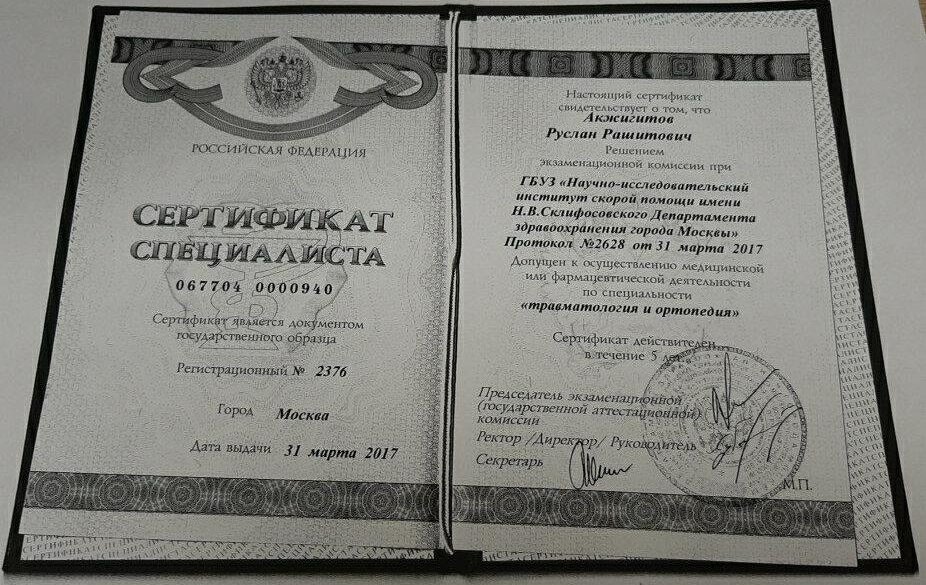 РОССИЙСКАЯ ФЕДЕРАЦИЯ
СЕРТИФИКАТ
СПЕЦИАЛИСТА
067704 0000940
Сертификат является документом
государственного образца
Регистрационный № 2376
Город Москва
Дата выдачи 31 марта 2017
Настоящий сертификат
свидетельствует о том, что
Акжигитов
Руслан Рашитович
Решением
экзаменационной комиссии при
ГБУЗ «Научно-исследовательский
институт скорой помощи имени
Н.В.Склифосовского Департамента
здравоохранения города Москвы»
Протокол №2628 от 31 марта 2017
Допущен к осуществлению медицинской
или фармацевтической деятельности
по специальности
«травматология и ортопедия»
Сертификат действителен
в течение 5 лет
Председатель экзаменационной
(государственной аттестационной)
комиссии
Ректор /Директор/ Руководитель
Секретарь
М.П.